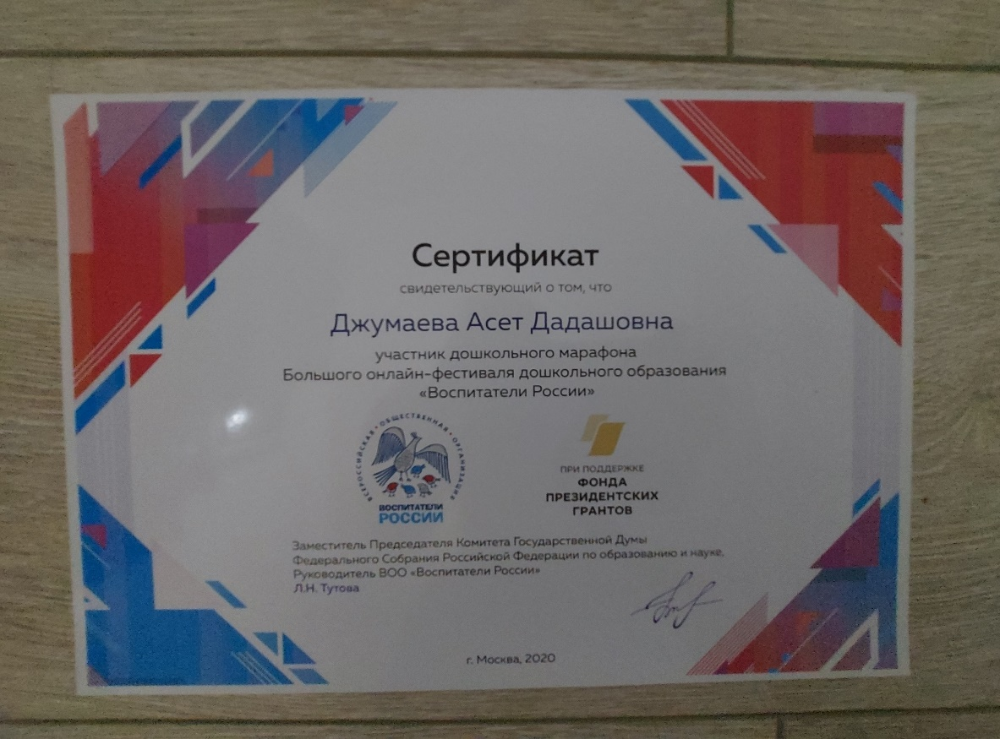 Сертификат
свидетельствующий о том, что
Джумаева Асет Дадашовна
участник дошкольного марафона
Большого онлайн-фестиваля дошкольного образования
«Воспитатели России»
ВСЕРОССИЙСКАЯ • ОБЩЕСТВЕННАЯ • ОРГАНИЗАЦИЯ
ВОСПИТАТЕЛИ
РОССИИ
ПРИ ПОДДЕРЖКЕ
ФОНДА
ПРЕЗИДЕНТСКИХ
ГРАНТОВ
Заместитель Председателя Комитета Государственной Думы
Федерального Собрания Российской Федерации по образованию и науке,
Руководитель ВОО «Воспитатели России»
Л.Н. Тутова
г. Москва, 2020